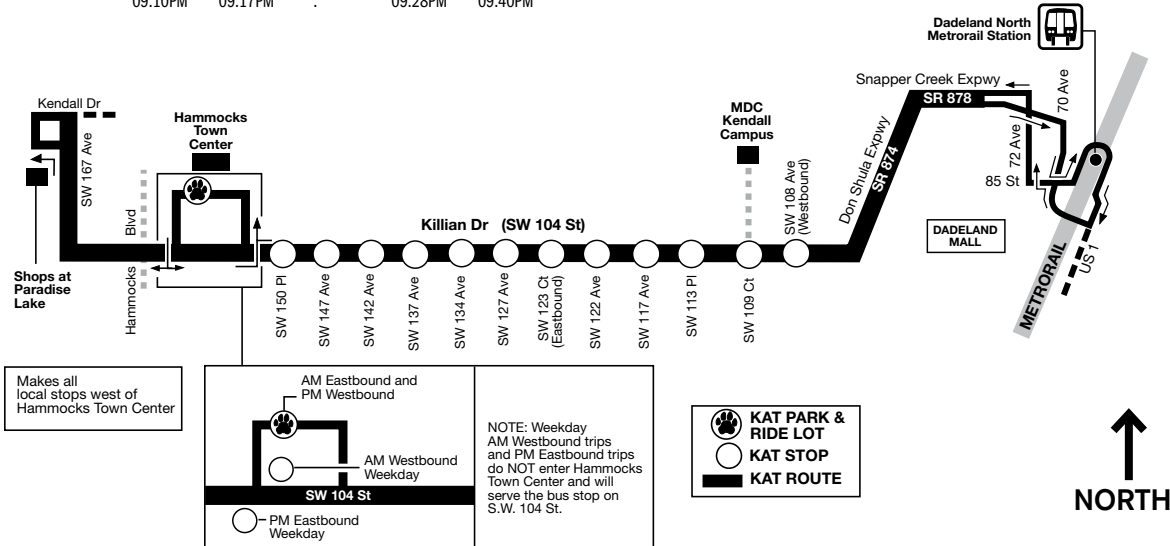 09.10PM 09.17PM . 09.28PM 09.40PM
Dadeland North
Metrorail Station
Snapper Creek Expwy
SR 878
70 Ave
72 Ave
85 St
Kendall Dr
SW 167 Ave
Hammocks
Town
Center
MDC
Kendall
Campus
Don Shula Expwy
SR 874
SW 108 Ave
(Westbound)
Blvd
Hammocks
Killian Dr (SW 104 St)
DADELAND
MALL
METRORAIL
US 1
Shops at
Paradise
Lake
SW 150 Pl
SW 147 Ave
SW 142 Ave
SW 137 Ave
SW 134 Ave
SW 127 Ave
SW 123 Ct
(Eastbound)
SW 122 Ave
SW 117 Ave
SW 113 Pl
SW 109 Ct
Makes all
local stops west of
Hammocks Town Center
AM Eastbound and
PM Westbound
AM Westbound
Weekday
SW 104 St
PM Eastbound
Weekday
NOTE: Weekday
AM Westbound trips
and PM Eastbound trips
do NOT enter Hammocks
Town Center and will
serve the bus stop on
S.W. 104 St.
KAT PARK &
RIDE LOT
KAT STOP
KAT ROUTE
NORTH